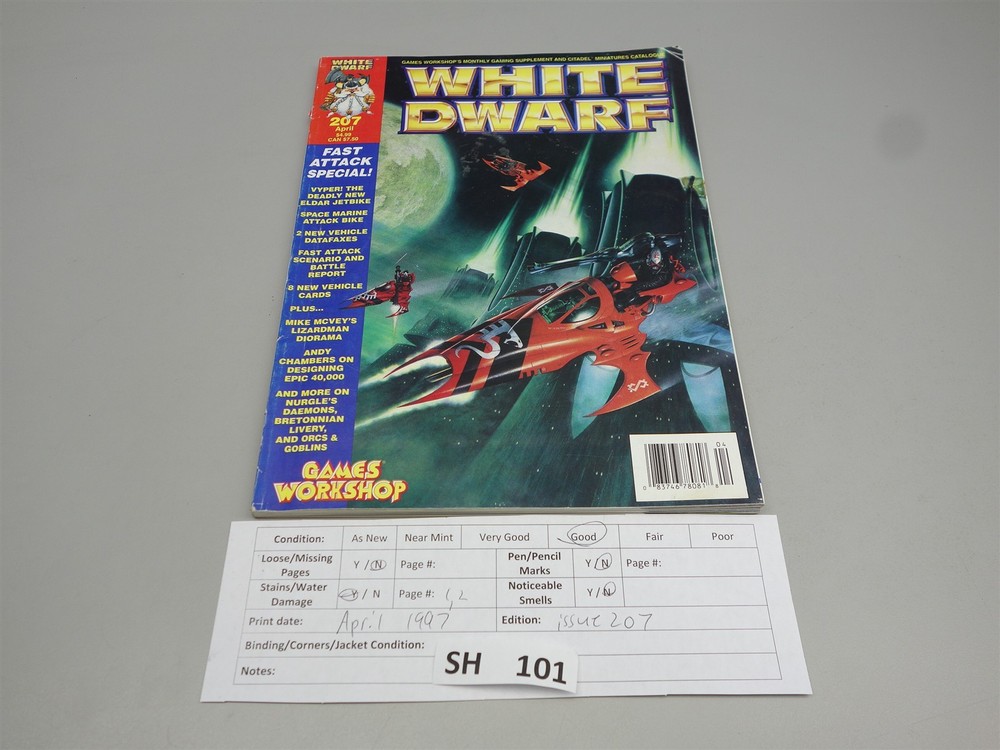 GAMES WORKSHOP'S MONTHLY GAMING SUPPLEMENT AND CITADEL MINIATURES CATALOGUE
WHITE
DWARF
WHITE
DWARF
207
April
$4.99
CAN $7.50
FAST
ATTACK
SPECIAL!
VYPER! THE
DEADLY NEW
ELDAR JETBIKE
SPACE MARINE
ATTACK BIKE
2 NEW VEHICLE
DATAFAXES
FAST ATTACK
SCENARIO AND
BATTLE
REPORT
8 NEW VEHICLE
CARDS
PLUS...
MIKE MCVEY'S
LIZARDMAN
DIORAMA
ANDY
CHAMBERS ON
DESIGNING
EPIC 40,000
AND MORE ON
NURGLE'S
DAEMONS,
BRETONNIAN
LIVERY,
AND ORCS &
GOBLINS
GAMES
WORKSHOP
04
0 83746 78081 8
Condition: As New Near Mint Very Good Good Fair Poor
Loose/Missing Pages Y / N Page #: Pen/Pencil Marks Y / N Page #:
Stains/Water Damage Y / N Page #: 1, 2 Noticeable Smells Y / N
Print date: April 1997 Edition: issue 207
Binding/Corners/Jacket Condition:
Notes:
SH 101